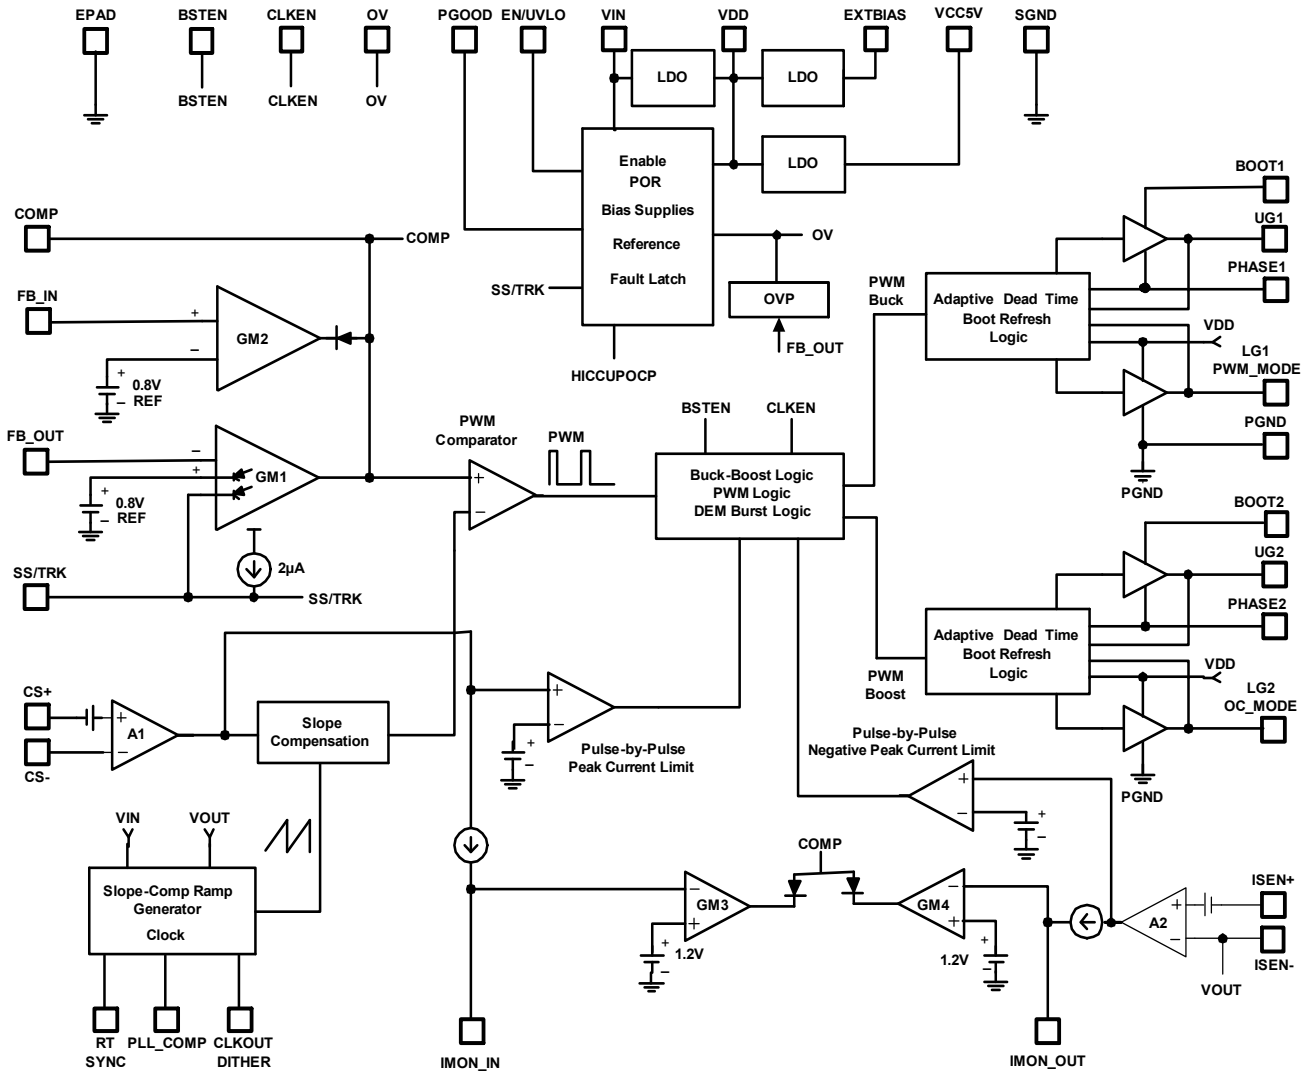 EPAD
BSTEN
CLKEN
OV
PGOOD
EN/UVLO
VIN
VDD
EXTBIAS
VCC5V
SGND
BSTEN
CLKEN
OV
LDO
LDO
LDO
Enable
POR
Bias Supplies
Reference
Fault Latch
SS/TRK
HICCUPOCP
OV
OVP
FB_OUT
COMP
COMP
FB_IN
+
−
GM2
+
−
0.8V
REF
FB_OUT
−
+
GM1
+
−
0.8V
REF
2µA
SS/TRK
SS/TRK
PWM
Comparator
+
−
PWM
BSTEN
CLKEN
Buck-Boost Logic
PWM Logic
DEM Burst Logic
PWM
Buck
Adaptive Dead Time
Boot Refresh
Logic
BOOT1
UG1
PHASE1
VDD
LG1
PWM_MODE
PGND
PGND
PWM
Boost
Adaptive Dead Time
Boot Refresh
Logic
BOOT2
UG2
PHASE2
VDD
LG2
OC_MODE
PGND
CS+
CS-
+
−
A1
Slope
Compensation
+
−
+
−
Pulse-by-Pulse
Peak Current Limit
Pulse-by-Pulse
Negative Peak Current Limit
+
−
+
−
VIN
VOUT
Slope-Comp Ramp
Generator
Clock
RT
SYNC
PLL_COMP
CLKOUT
DITHER
IMON_IN
COMP
−
+
GM3
+
−
1.2V
−
+
GM4
+
−
1.2V
IMON_OUT
A2
+
−
ISEN+
ISEN-
VOUT